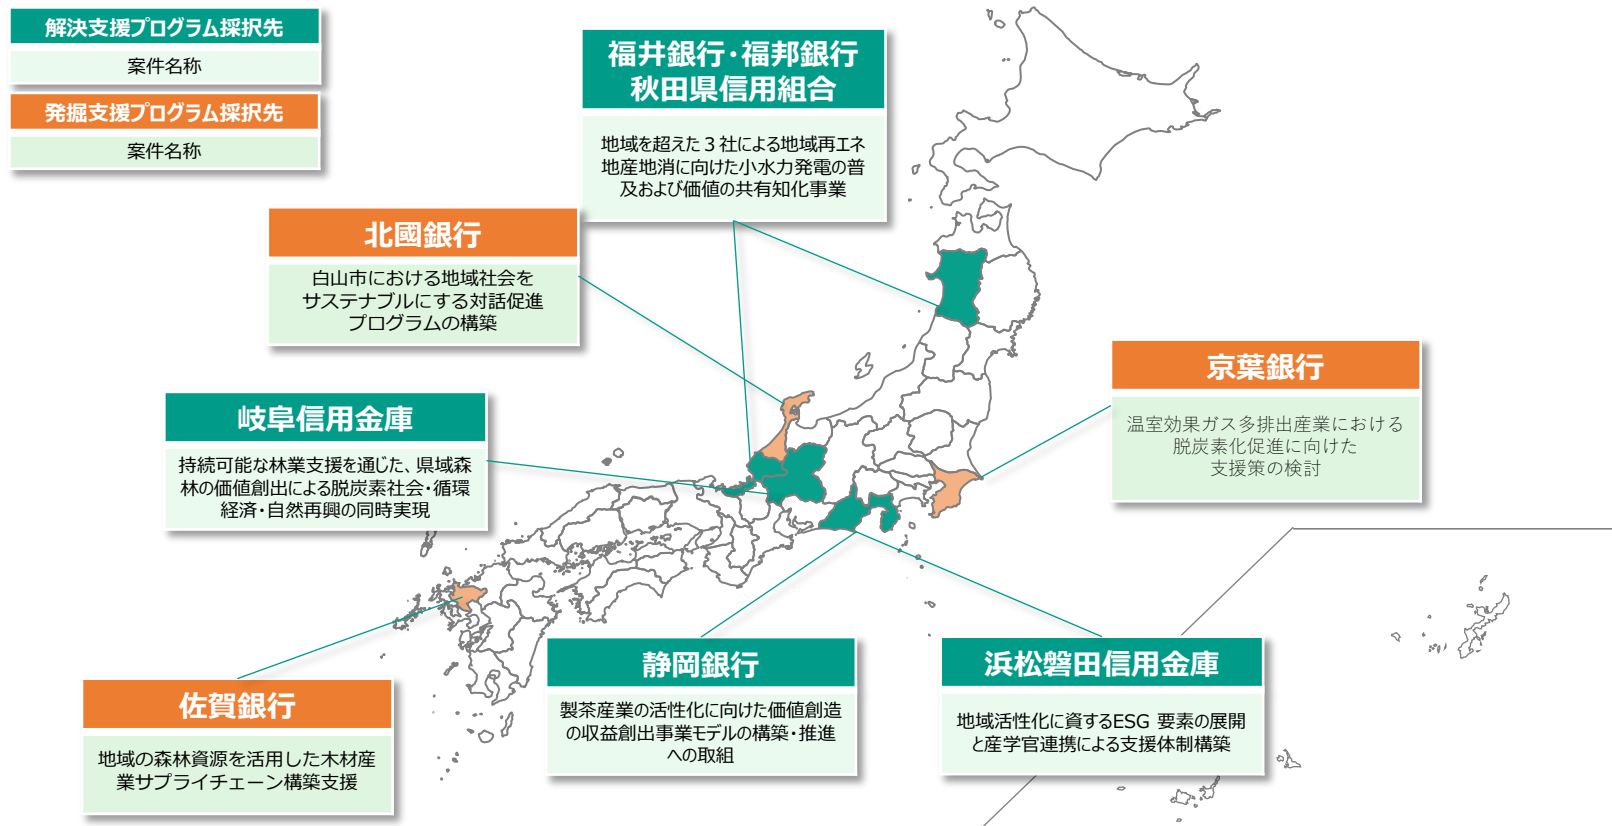 解決支援プログラム採択先
案件名称
発掘支援プログラム採択先
案件名称
福井銀行・福邦銀行
秋田県信用組合
地域を超えた3社による地域再エネ
地産地消に向けた小水力発電の普
及および価値の共有知化事業
北國銀行
白山市における地域社会を
サステナブルにする対話促進
プログラムの構築
京葉銀行
温室効果ガス多排出産業における
脱炭素化促進に向けた
支援策の検討
岐阜信用金庫
持続可能な林業支援を通じた、県域森
林の価値創出による脱炭素社会・循環
経済・自然再興の同時実現
静岡銀行
製茶産業の活性化に向けた価値創造
の収益創出事業モデルの構築・推進
への取組
浜松磐田信用金庫
地域活性化に資するESG 要素の展開
と産学官連携による支援体制構築
佐賀銀行
地域の森林資源を活用した木材産
業サプライチェーン構築支援